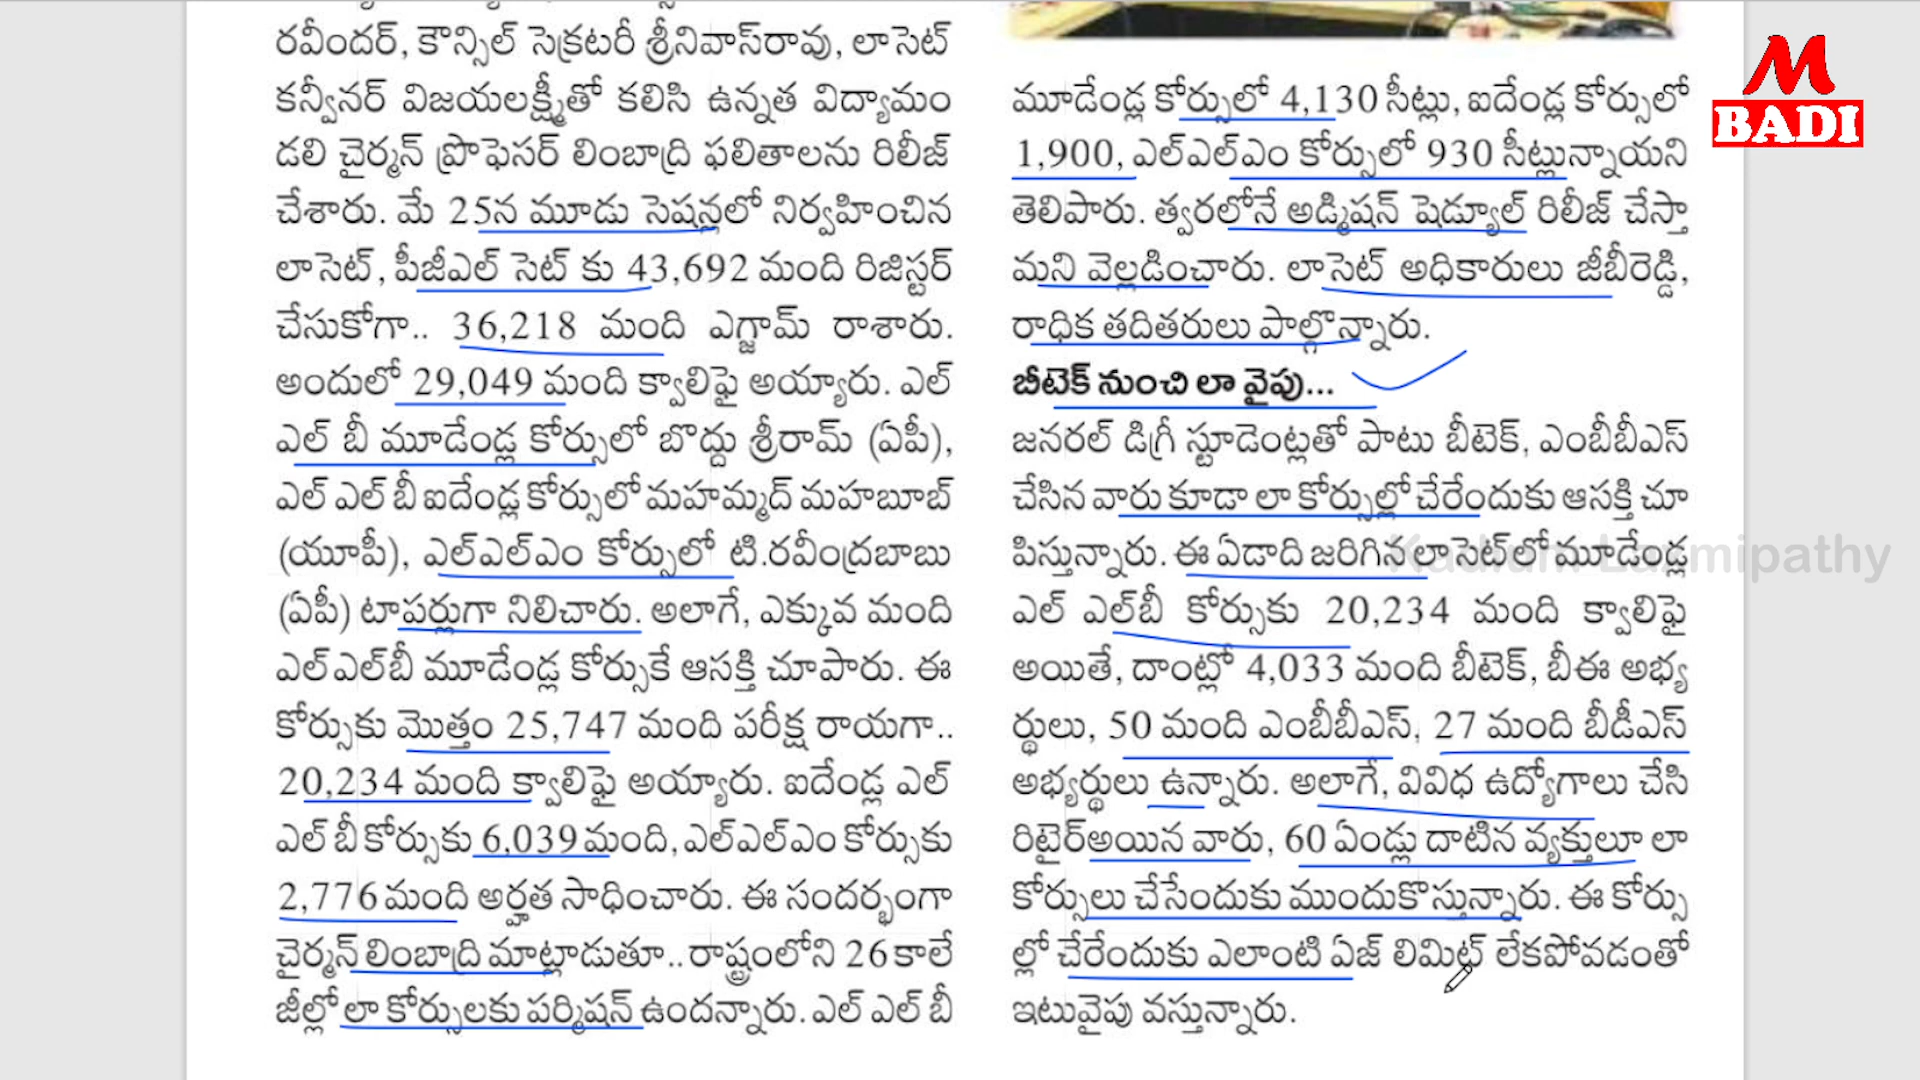 రవీందర్, కౌన్సిల్ సెక్రటరీ శ్రీనివాస్‌రావు, లాసెట్
కన్వీనర్ విజయలక్ష్మీతో కలిసి ఉన్నత విద్యామం
డలి చైర్మన్ ప్రొఫెసర్ లింబాద్రి ఫలితాలను రిలీజ్
చేశారు. మే 25న మూడు సెషన్లలో నిర్వహించిన
లాసెట్, పీజీఎల్ సెట్ కు 43,692 మంది రిజిస్టర్
చేసుకోగా.. 36,218 మంది ఎగ్జామ్ రాశారు.
అందులో 29,049 మంది క్వాలిఫై అయ్యారు. ఎల్
ఎల్ బీ మూడేండ్ల కోర్సులో బొద్దు శ్రీరామ్ (ఏపీ),
ఎల్ ఎల్ బీ ఐదేండ్ల కోర్సులో మహమ్మద్ మహబూబ్
(యూపీ), ఎల్ఎల్ఎం కోర్సులో టి.రవీంద్రబాబు
(ఏపీ) టాపర్లుగా నిలిచారు. అలాగే, ఎక్కువ మంది
ఎల్ఎల్‌బీ మూడేండ్ల కోర్సుకే ఆసక్తి చూపారు. ఈ
కోర్సుకు మొత్తం 25,747 మంది పరీక్ష రాయగా..
20,234 మంది క్వాలిఫై అయ్యారు. ఐదేండ్ల ఎల్
ఎల్ బీ కోర్సుకు 6,039 మంది, ఎల్ఎల్ఎం కోర్సుకు
2,776 మంది అర్హత సాధించారు. ఈ సందర్భంగా
చైర్మన్ లింబాద్రి మాట్లాడుతూ.. రాష్ట్రంలోని 26 కాలే
జీల్లో లా కోర్సులకు పర్మిషన్ ఉందన్నారు. ఎల్ ఎల్ బీ
మూడేండ్ల కోర్సులో 4,130 సీట్లు, ఐదేండ్ల కోర్సులో
1,900, ఎల్ఎల్ఎం కోర్సులో 930 సీట్లున్నాయని
తెలిపారు. త్వరలోనే అడ్మిషన్ షెడ్యూల్ రిలీజ్ చేస్తా
మని వెల్లడించారు. లాసెట్ అధికారులు జీబీరెడ్డి,
రాధిక తదితరులు పాల్గొన్నారు.
బీటెక్ నుంచి లా వైపు...
జనరల్ డిగ్రీ స్టూడెంట్లతో పాటు బీటెక్, ఎంబీబీఎస్
చేసిన వారు కూడా లా కోర్సుల్లో చేరేందుకు ఆసక్తి చూ
పిస్తున్నారు. ఈ ఏడాది జరిగిన లాసెట్‌లో మూడేండ్ల
ఎల్ ఎల్‌బీ కోర్సుకు 20,234 మంది క్వాలిఫై
అయితే, దాంట్లో 4,033 మంది బీటెక్, బీఈ అభ్య
ర్థులు, 50 మంది ఎంబీబీఎస్, 27 మంది బీడీఎస్
అభ్యర్థులు ఉన్నారు. అలాగే, వివిధ ఉద్యోగాలు చేసి
రిటైర్అయిన వారు, 60 ఏండ్లు దాటిన వ్యక్తులూ లా
కోర్సులు చేసేందుకు ముందుకొస్తున్నారు. ఈ కోర్సు
ల్లో చేరేందుకు ఎలాంటి ఏజ్ లిమిట్ లేకపోవడంతో
ఇటువైపు వస్తున్నారు.
M
BADI